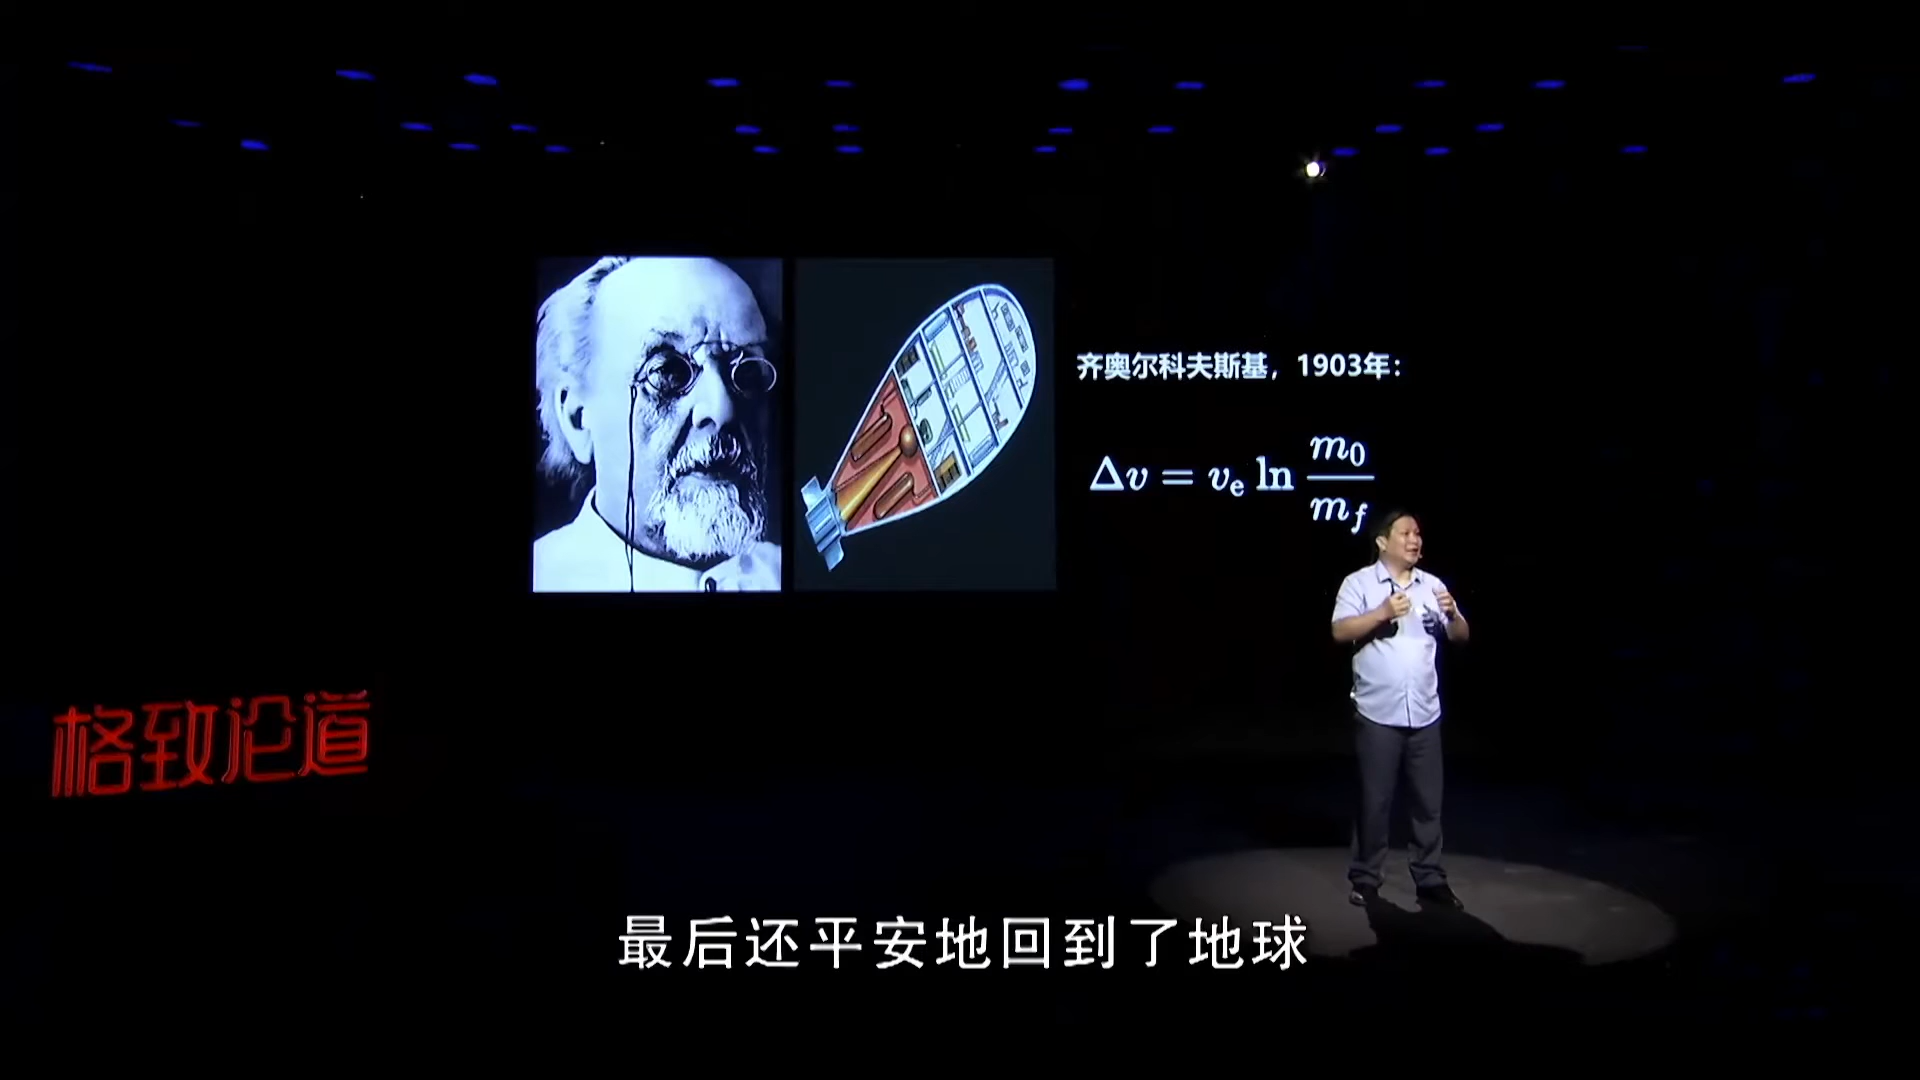 齐奥尔科夫斯基，1903年：
Δv = vₑ ln m₀/m_f
格致论道
最后还平安地回到了地球